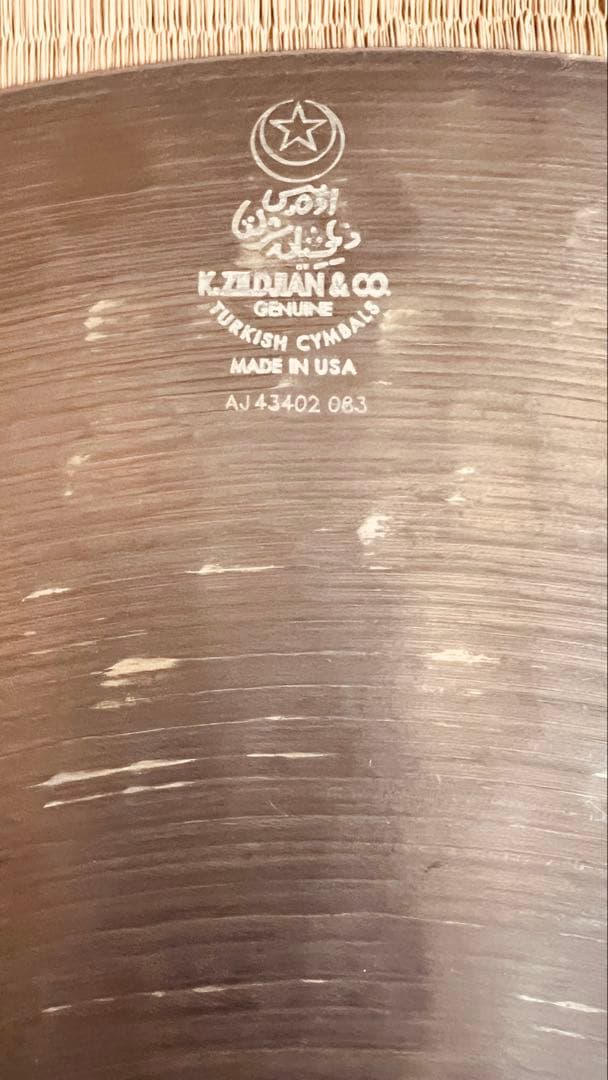 K. ZILDJIAN & CO.
GENUINE
TURKISH CYMBALS
MADE IN USA
AJ 43402 083